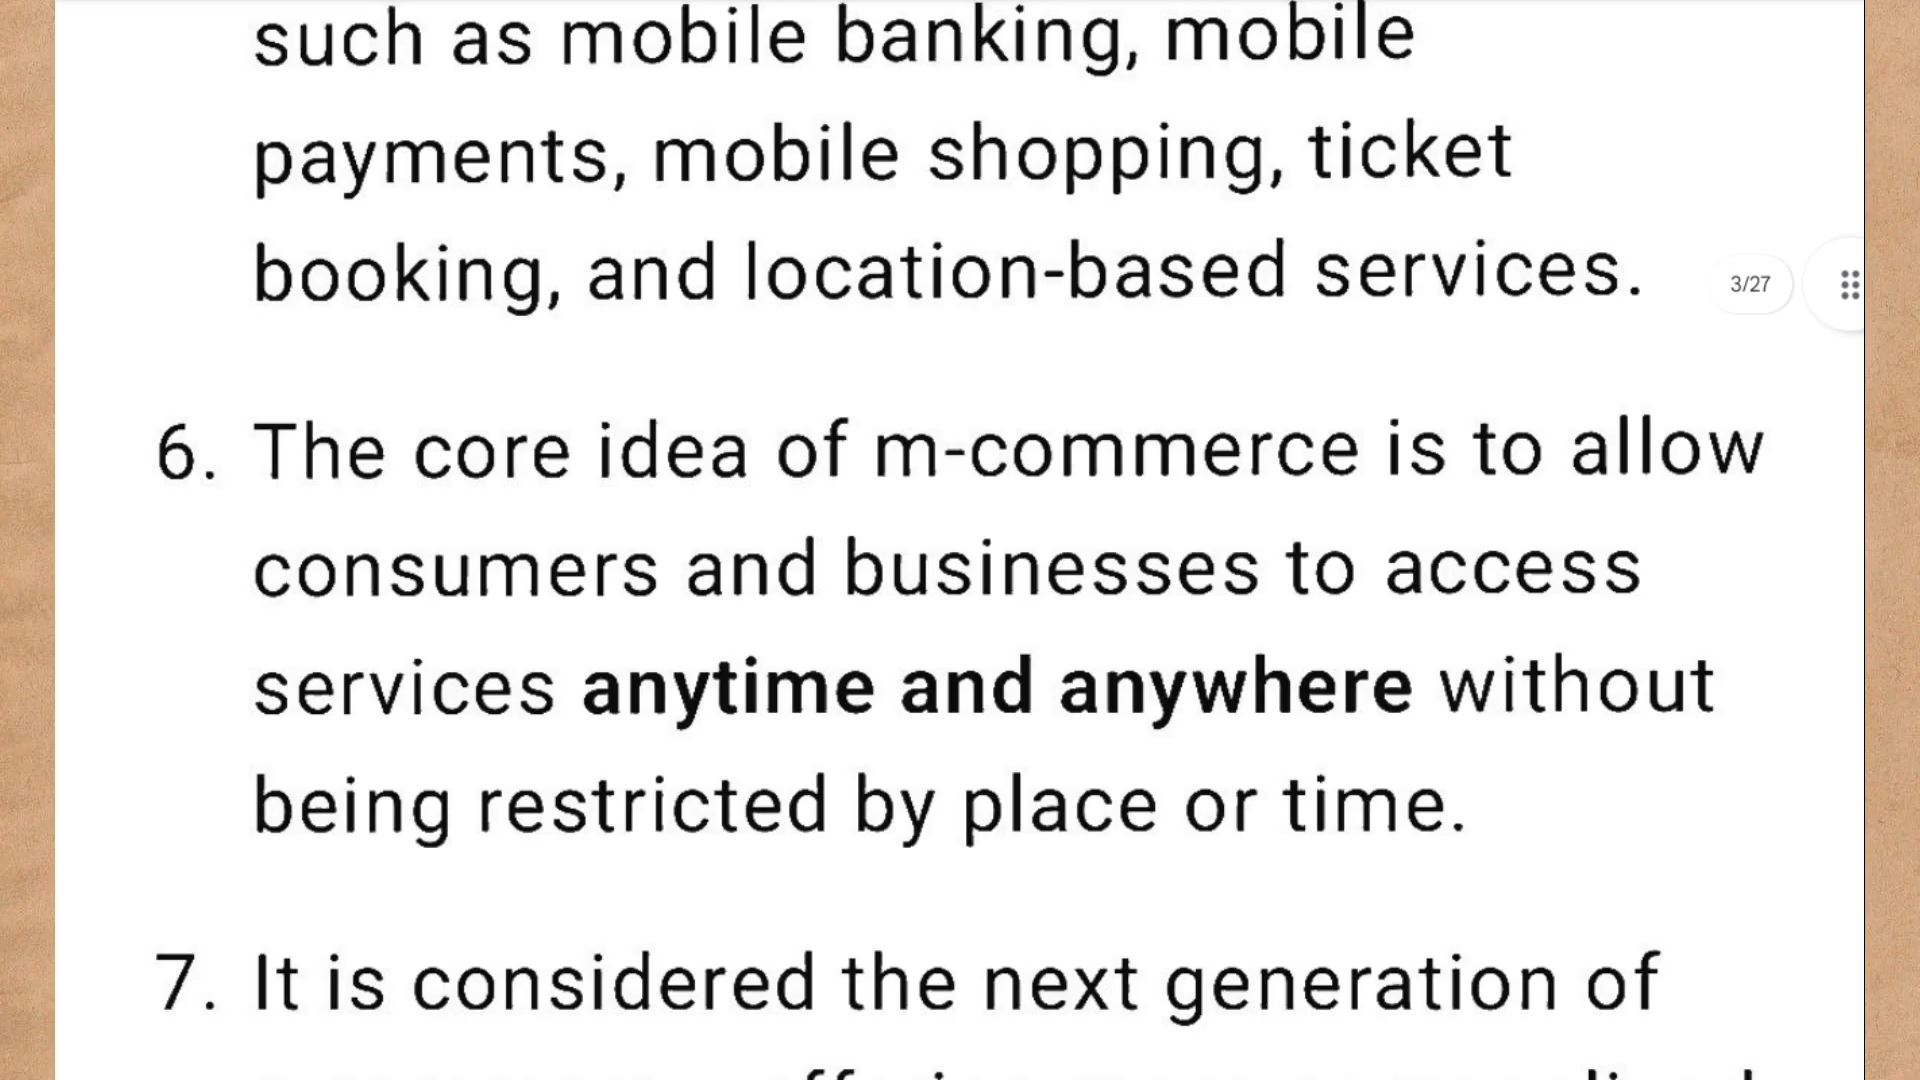 such as mobile banking, mobile
payments, mobile shopping, ticket
booking, and location-based services.
3/27
6. The core idea of m-commerce is to allow
consumers and businesses to access
services anytime and anywhere without
being restricted by place or time.
7. It is considered the next generation of